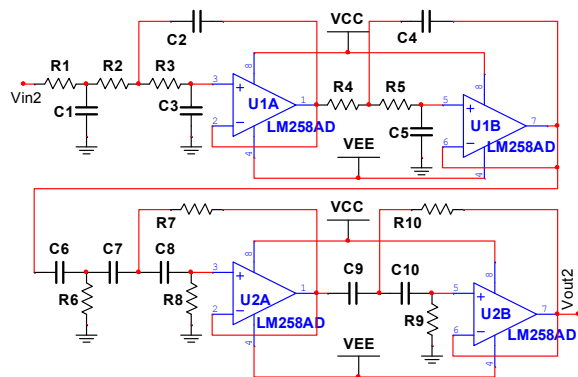 C2
VCC
C4
R1
R2
R3
8
8
3
U1A
1
R4
R5
5
U1B
7
Vin2
C1
C3
2
LM258AD
C5
6
LM258AD
4
VEE
4
R7
VCC
R10
C6
C7
C8
8
C9
C10
8
3
U2A
1
5
U2B
7
Vout2
R6
R8
2
LM258AD
R9
6
LM258AD
4
VEE
4